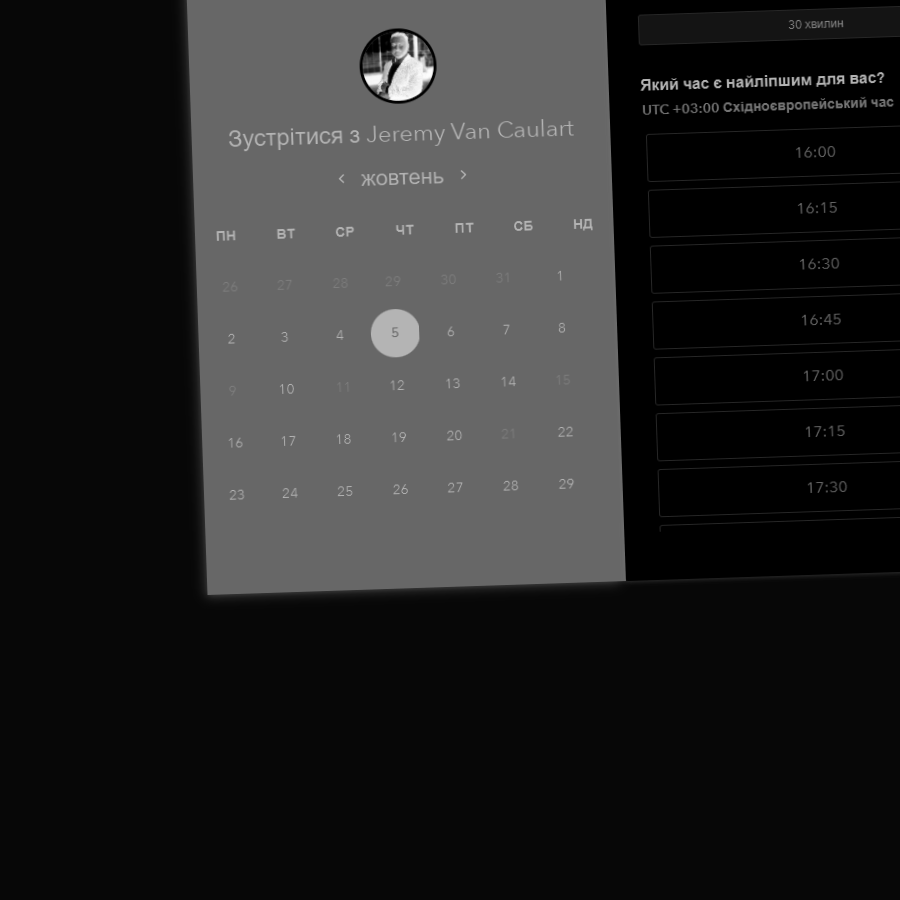 Зустрітися з Jeremy Van Caulart
‹ жовтень ›
ПН ВТ СР ЧТ ПТ СБ НД
26 27 28 29 30 31 1
2 3 4 5 6 7 8
9 10 11 12 13 14 15
16 17 18 19 20 21 22
23 24 25 26 27 28 29
30 хвилин
Який час є найліпшим для вас?
UTC +03:00 Східноєвропейський час
16:00
16:15
16:30
16:45
17:00
17:15
17:30